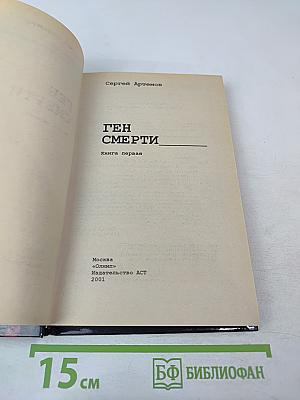 Сергей Артемов
ГЕН
СМЕРТИ
Книга первая
Москва
«Олимп»
Издательство АСТ
2001
15 см
БФ БИБЛИОФАН